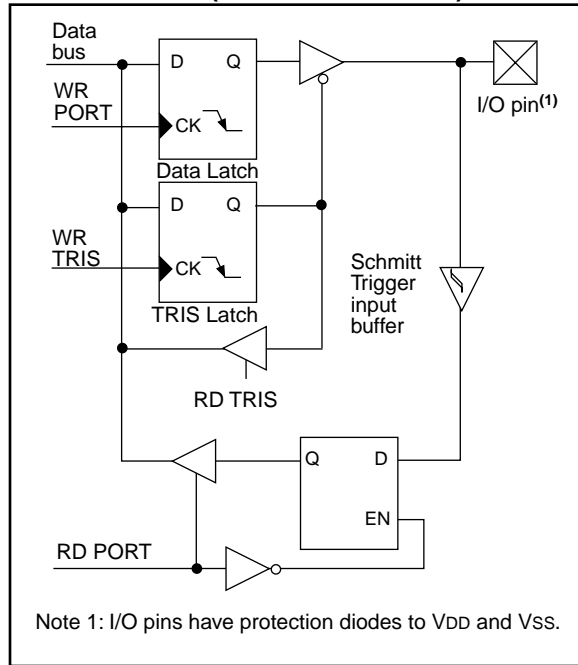 Data
bus
D Q
I/O pin(1)
WR
PORT
CK
Data Latch
D Q
WR
TRIS
CK
TRIS Latch
Schmitt
Trigger
input
buffer
RD TRIS
Q D
EN
RD PORT
Note 1: I/O pins have protection diodes to VDD and VSS.